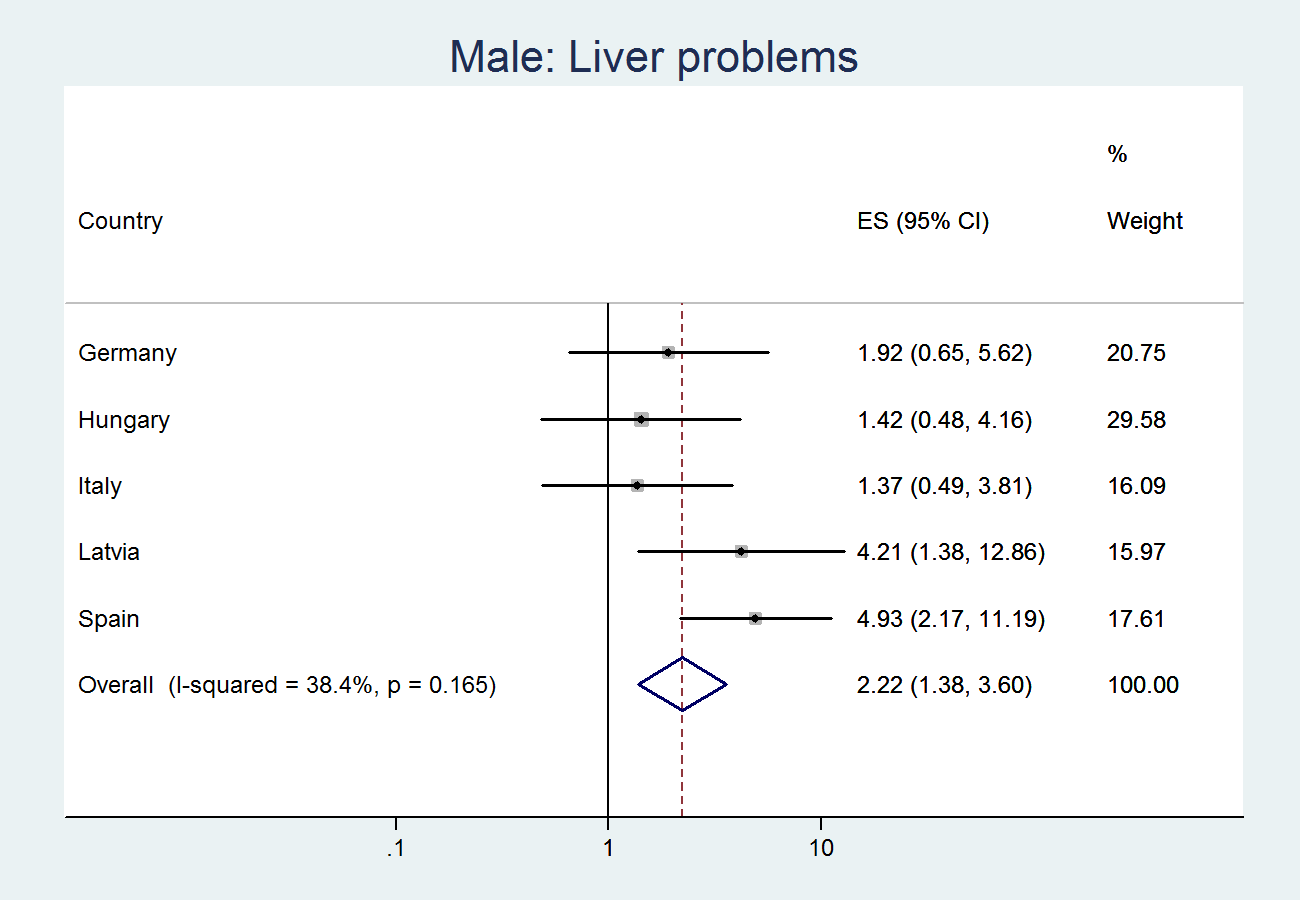 Male: Liver problems
%
Country ES (95% CI) Weight
Germany 1.92 (0.65, 5.62) 20.75
Hungary 1.42 (0.48, 4.16) 29.58
Italy 1.37 (0.49, 3.81) 16.09
Latvia 4.21 (1.38, 12.86) 15.97
Spain 4.93 (2.17, 11.19) 17.61
Overall (I-squared = 38.4%, p = 0.165) 2.22 (1.38, 3.60) 100.00
.1 1 10